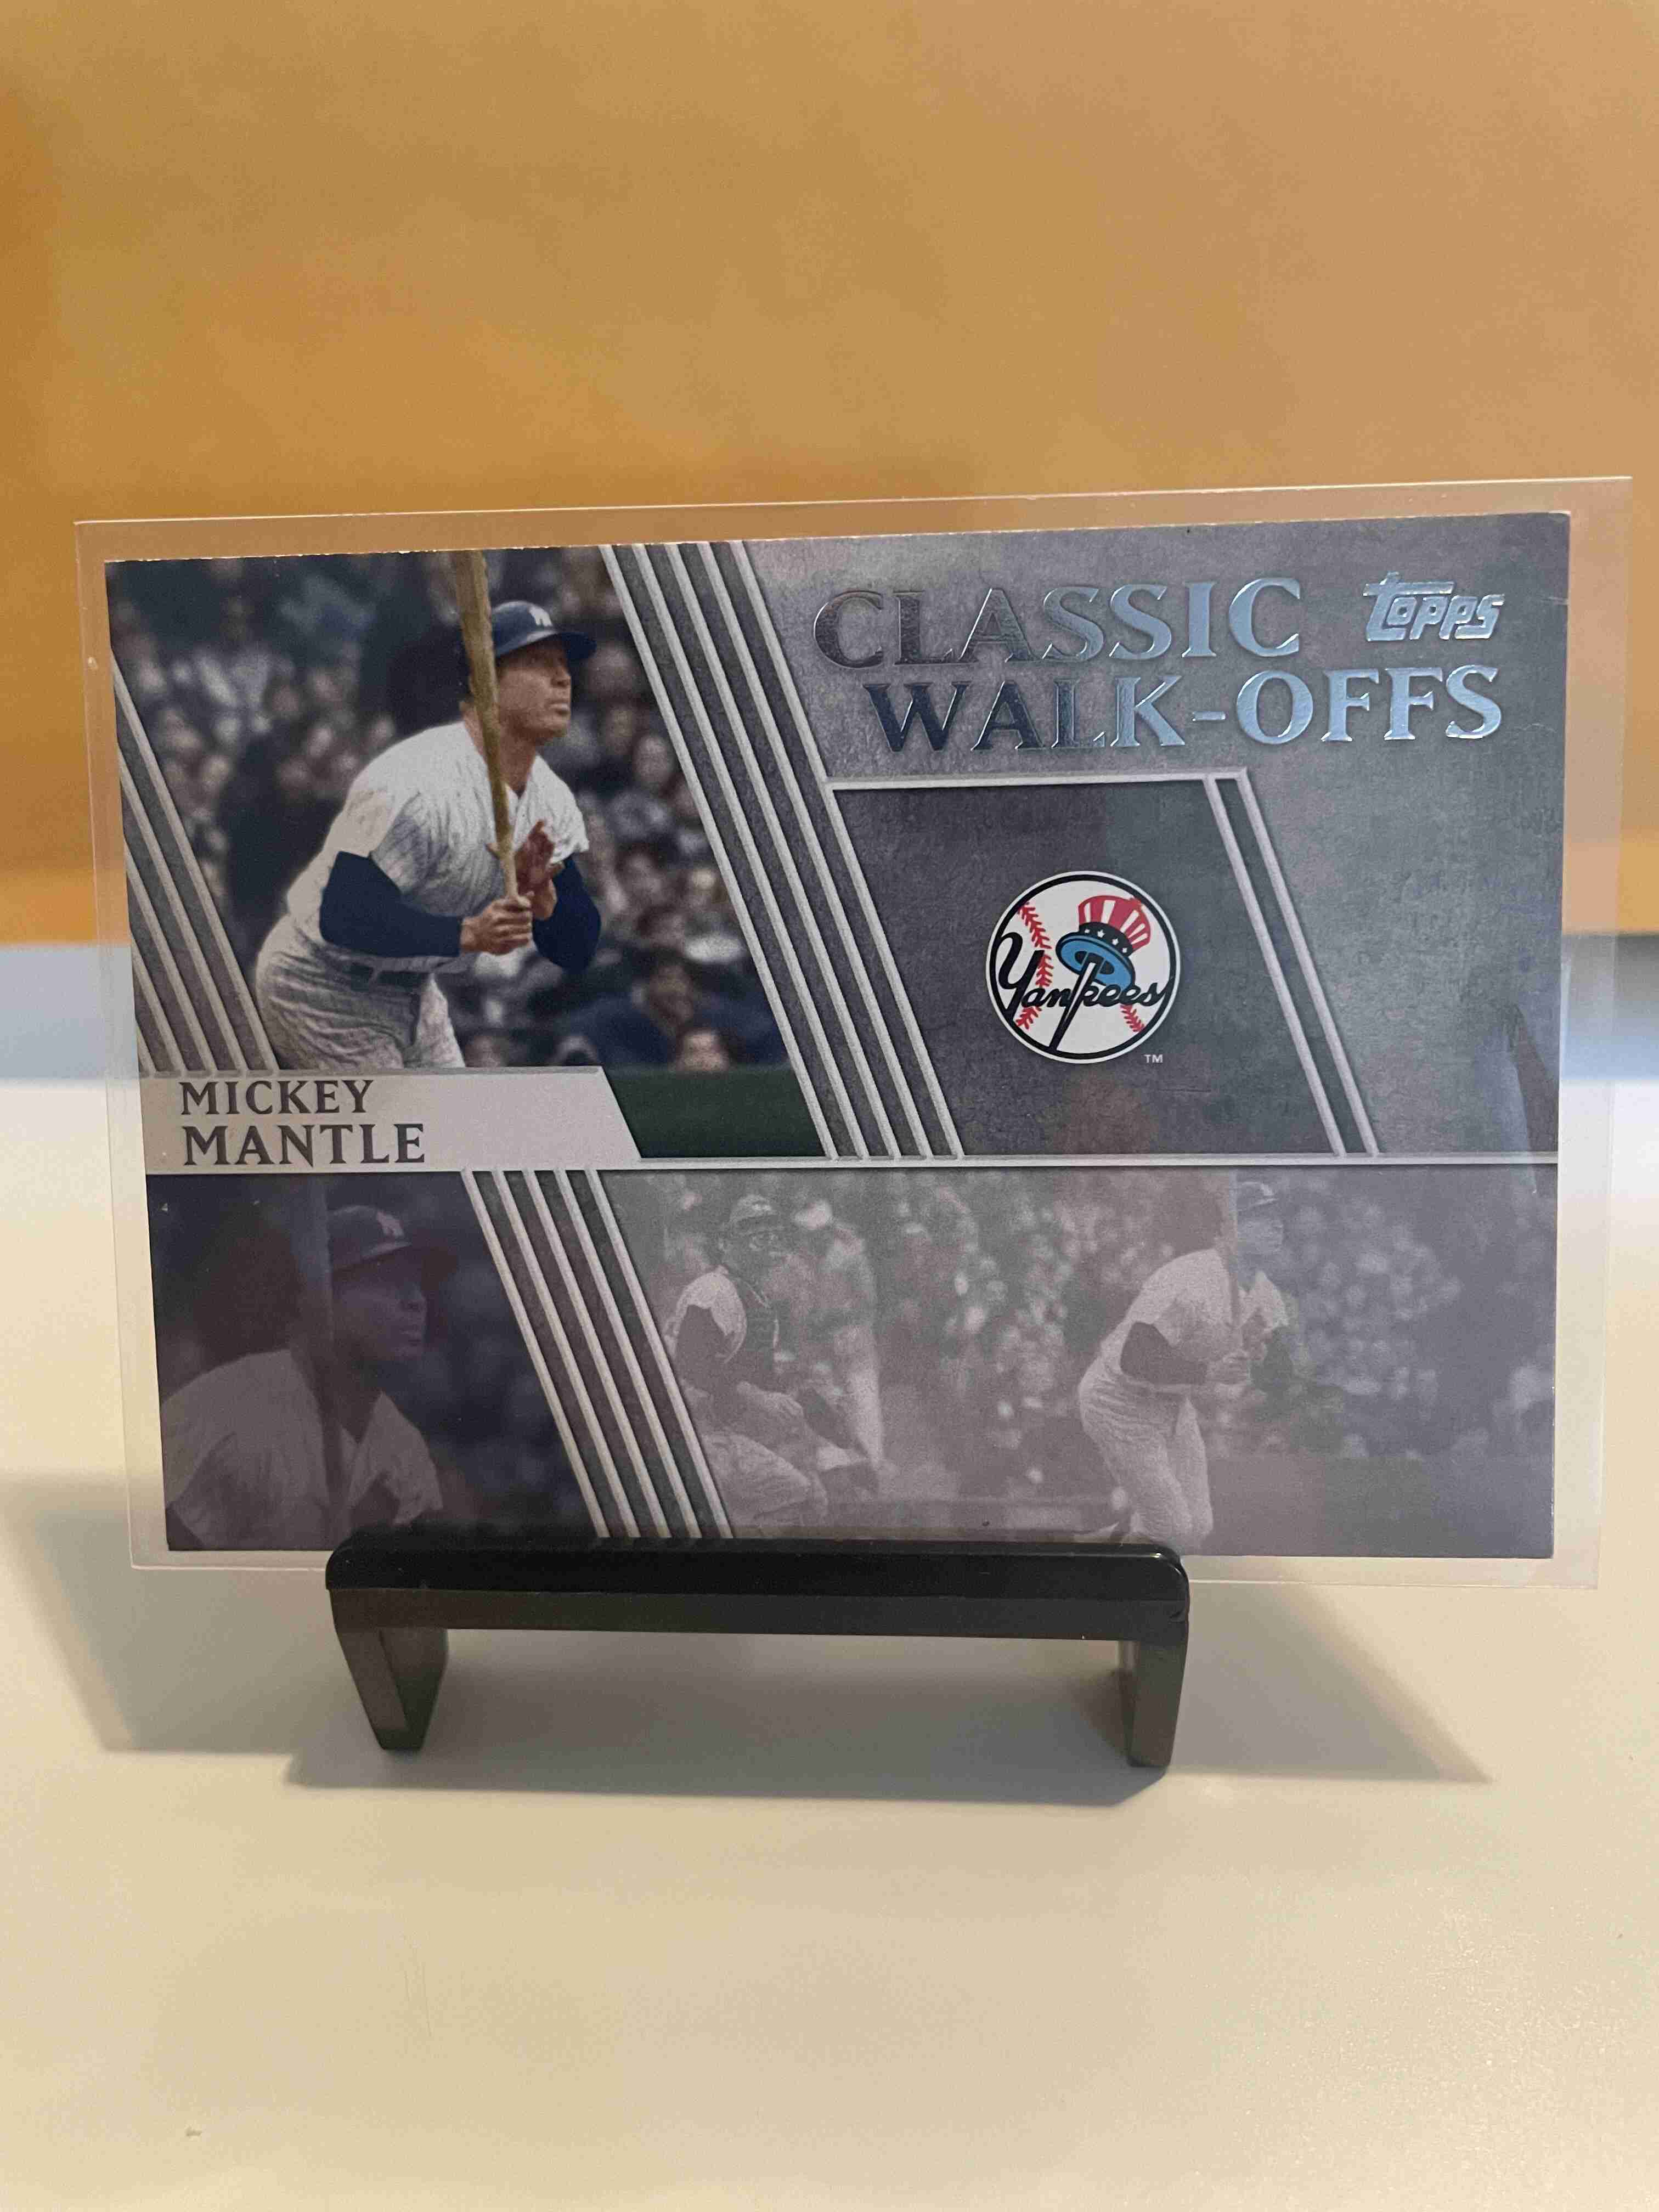 CLASSIC
Topps
WALK-OFFS
Yankees
TM
MICKEY
MANTLE